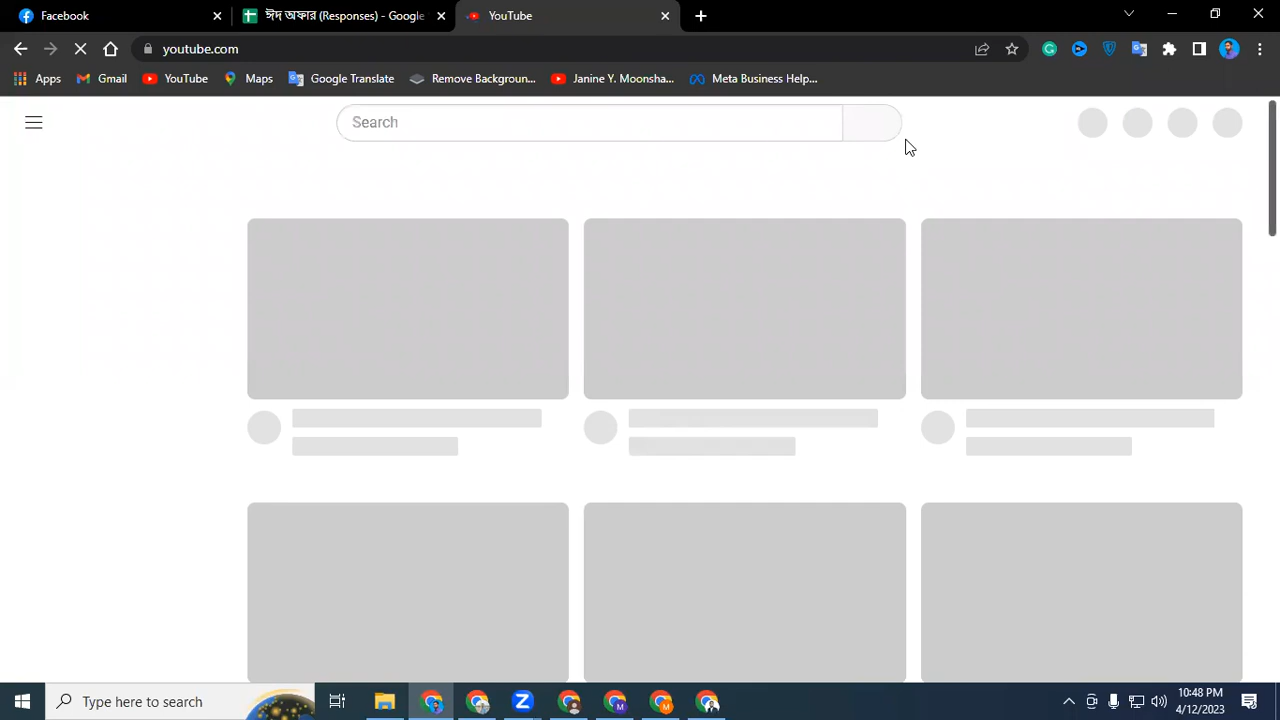 Facebook
ঈদ অফার (Responses) - Google
YouTube
youtube.com
Apps
Gmail
YouTube
Maps
Google Translate
Remove Backgroun...
Janine Y. Moonsha...
Meta Business Help...
Search
Type here to search
10:48 PM
4/12/2023